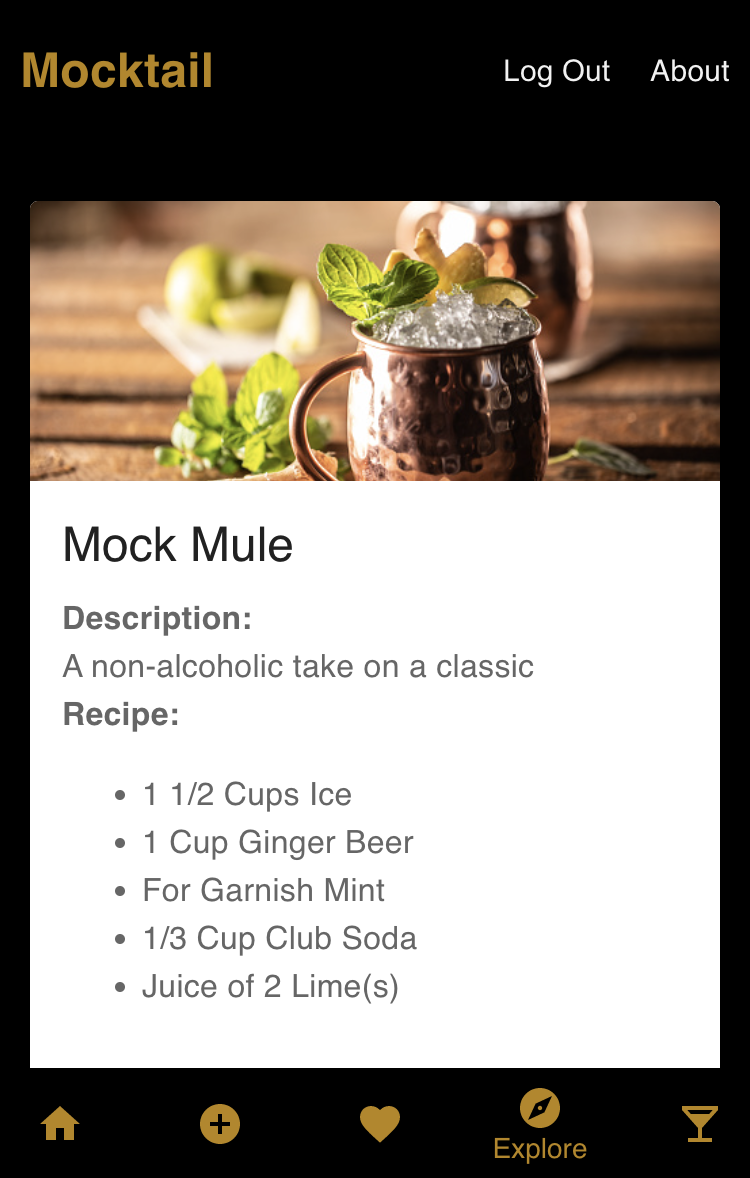 Mocktail
Log Out
About
Mock Mule
Description:
A non-alcoholic take on a classic
Recipe:
• 1 1/2 Cups Ice
• 1 Cup Ginger Beer
• For Garnish Mint
• 1/3 Cup Club Soda
• Juice of 2 Lime(s)
Explore